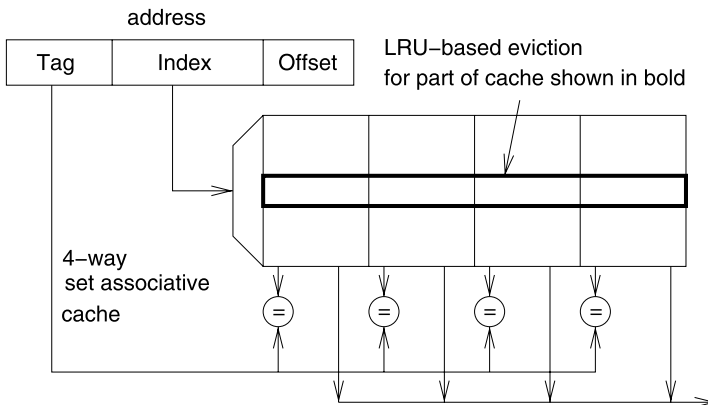 address
Tag Index Offset
LRU−based eviction
for part of cache shown in bold
4−way
set associative
cache
= = = =